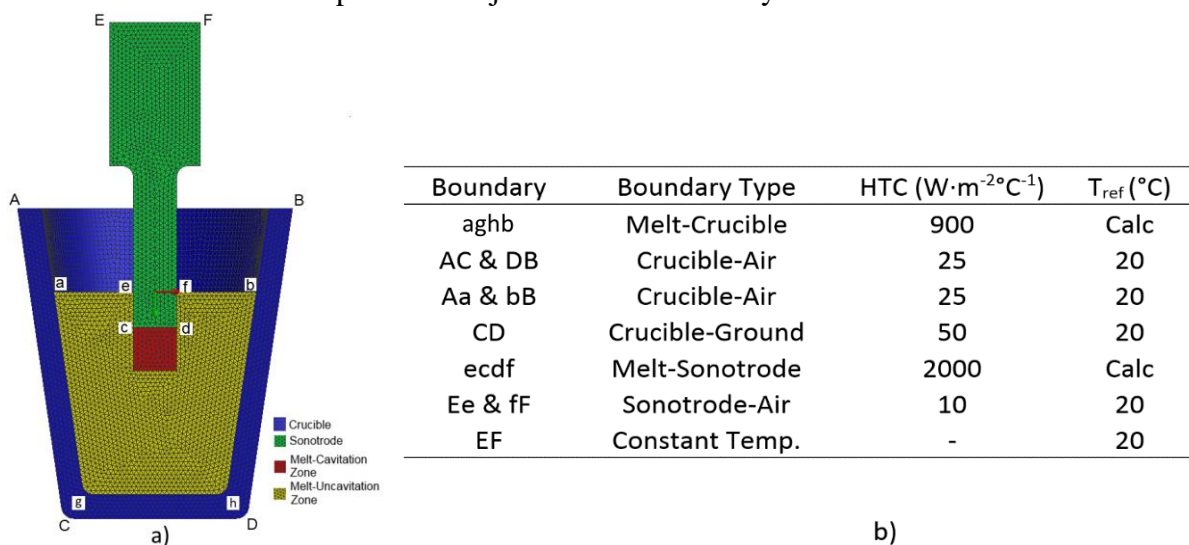 E F
A B
a e f b
c d
g h
C D
Crucible
Sonotrode
Melt-Cavitation
Zone
Melt-Uncavitation
Zone
a)
Boundary Boundary Type HTC (W·m⁻²°C⁻¹) Tref (°C)
aghb Melt-Crucible 900 Calc
AC & DB Crucible-Air 25 20
Aa & bB Crucible-Air 25 20
CD Crucible-Ground 50 20
ecdf Melt-Sonotrode 2000 Calc
Ee & fF Sonotrode-Air 10 20
EF Constant Temp. - 20
b)